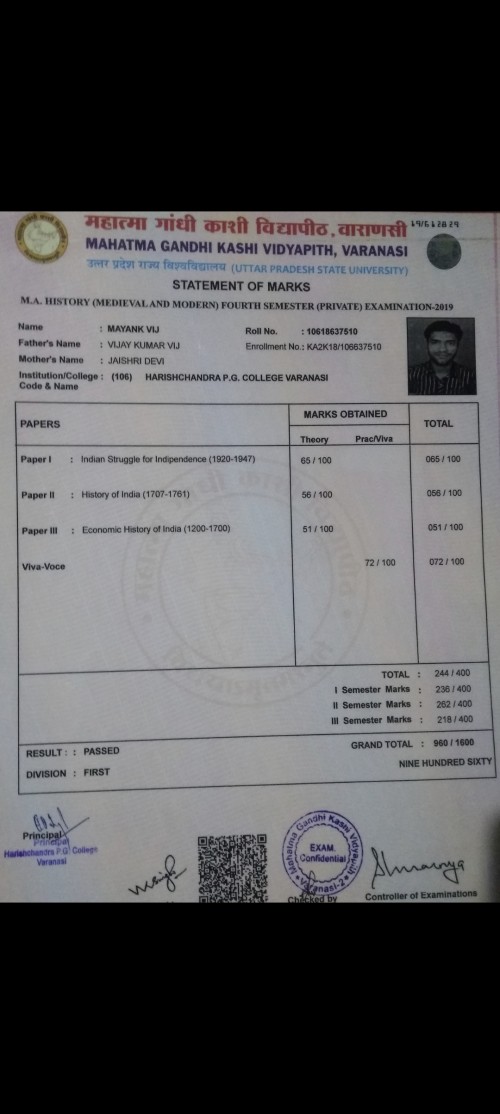 महात्मा गांधी काशी विद्यापीठ, वाराणसी
MAHATMA GANDHI KASHI VIDYAPITH, VARANASI
उत्तर प्रदेश राज्य विश्वविद्यालय (UTTAR PRADESH STATE UNIVERSITY)
STATEMENT OF MARKS
M.A. HISTORY (MEDIEVAL AND MODERN) FOURTH SEMESTER (PRIVATE) EXAMINATION-2019
Name : MAYANK VIJ Roll No. : 10618637510
Father's Name : VIJAY KUMAR VIJ Enrollment No.: KA2K18/106637510
Mother's Name : JAISHRI DEVI
Institution/College : (106) HARISHCHANDRA P.G. COLLEGE VARANASI
Code & Name
PAPERS MARKS OBTAINED TOTAL
Theory Prac/Viva
Paper I : Indian Struggle for Indipendence (1920-1947) 65 / 100 065 / 100
Paper II : History of India (1707-1761) 56 / 100 056 / 100
Paper III : Economic History of India (1200-1700) 51 / 100 051 / 100
Viva-Voce 72 / 100 072 / 100
TOTAL : 244 / 400
I Semester Marks : 236 / 400
II Semester Marks : 262 / 400
III Semester Marks : 218 / 400
RESULT : : PASSED GRAND TOTAL : 960 / 1600
DIVISION : FIRST NINE HUNDRED SIXTY
Principal
Principal
Harishchandra P.G. College
Varanasi
Mahatma Gandhi Kashi Vidyapith
EXAM.
Confidential
Varanasi-2
Checked by
Controller of Examinations